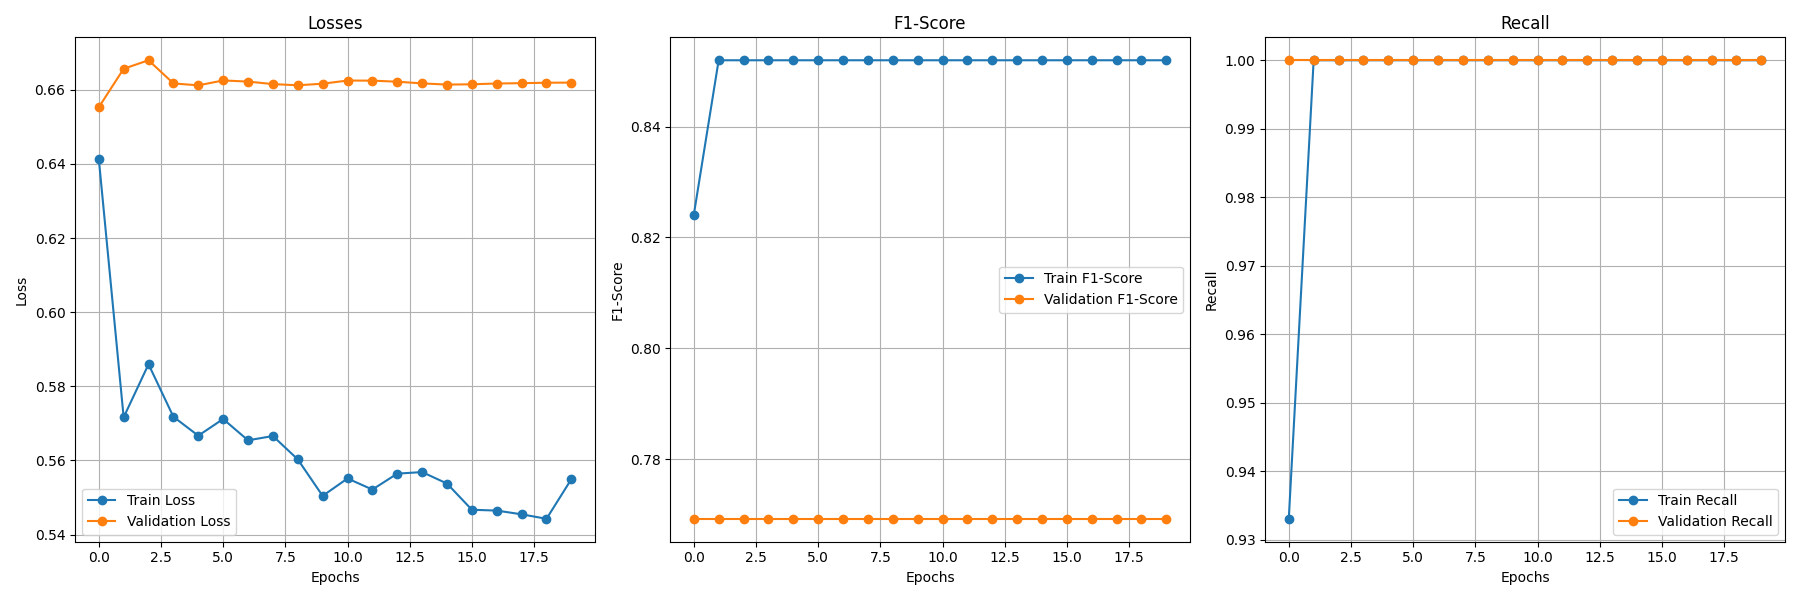 Losses
Loss
0.66
0.64
0.62
0.60
0.58
0.56
0.54
Train Loss
Validation Loss
0.0 2.5 5.0 7.5 10.0 12.5 15.0 17.5
Epochs
F1-Score
F1-Score
0.84
0.82
0.80
0.78
Train F1-Score
Validation F1-Score
0.0 2.5 5.0 7.5 10.0 12.5 15.0 17.5
Epochs
Recall
Recall
1.00
0.99
0.98
0.97
0.96
0.95
0.94
0.93
Train Recall
Validation Recall
0.0 2.5 5.0 7.5 10.0 12.5 15.0 17.5
Epochs